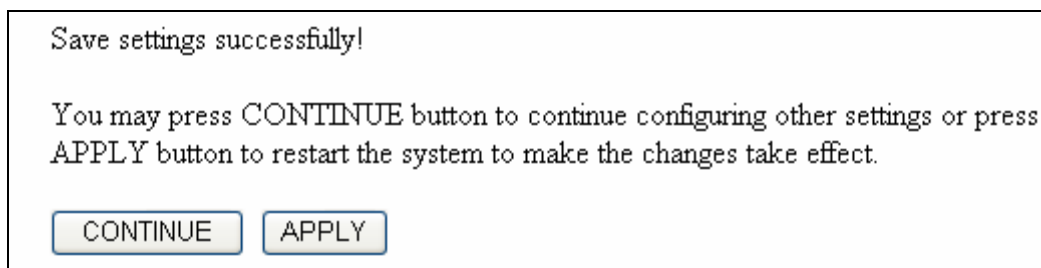 Save settings successfully!
You may press CONTINUE button to continue configuring other settings or press
APPLY button to restart the system to make the changes take effect.
CONTINUE APPLY